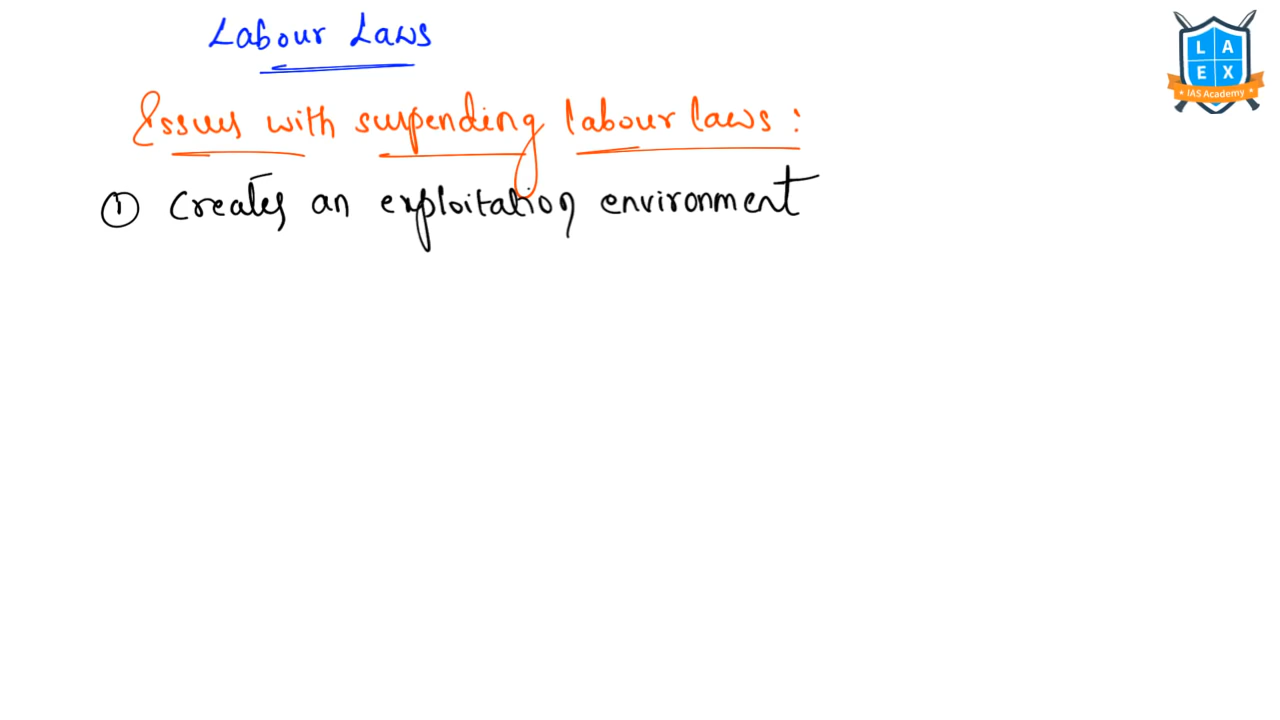 Labour Laws
Issues with suspending labour laws :
① Creates an exploitation environment
L A
E X
IAS Academy